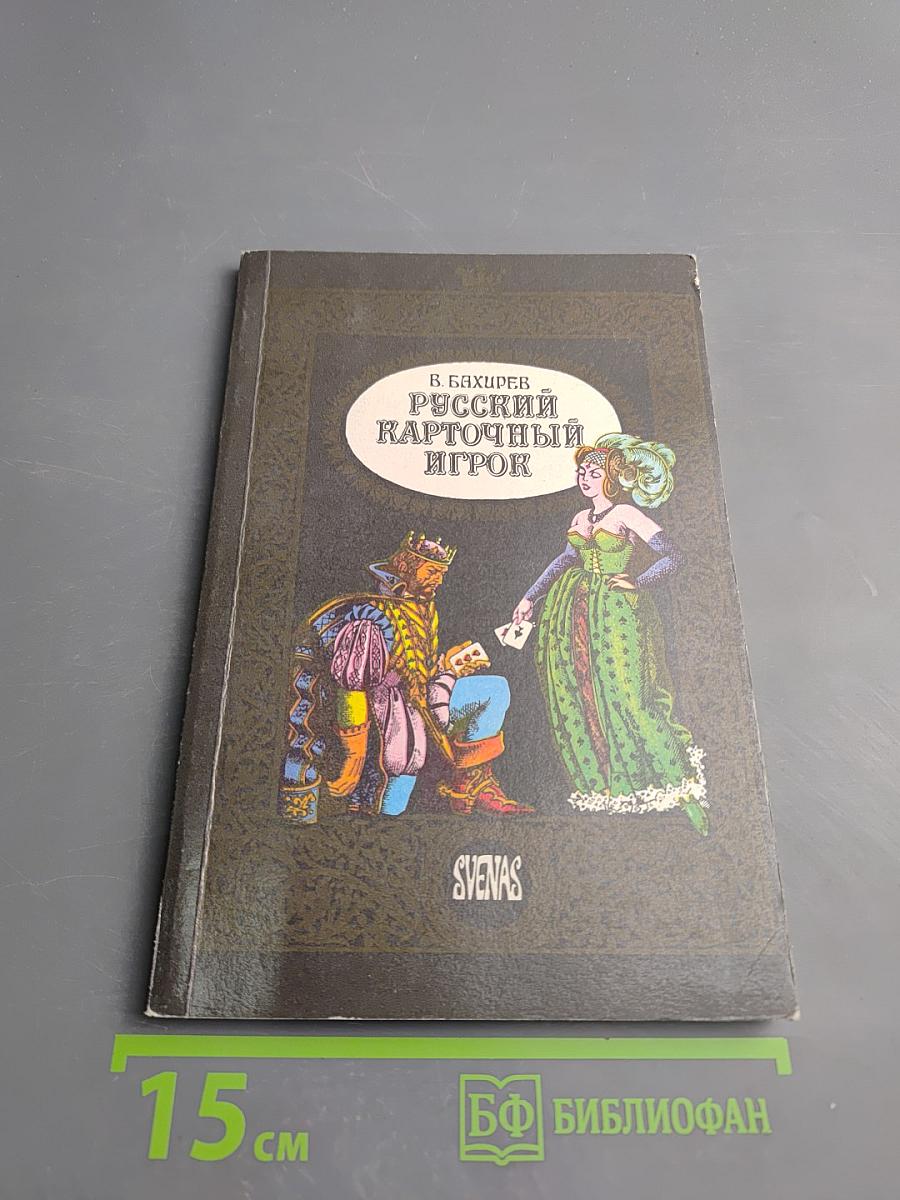 В. БАХИРЕВ
РУССКИЙ
КАРТОЧНЫЙ
ИГРОК
SVENAS
15 см
БФ БИБЛИОФАН